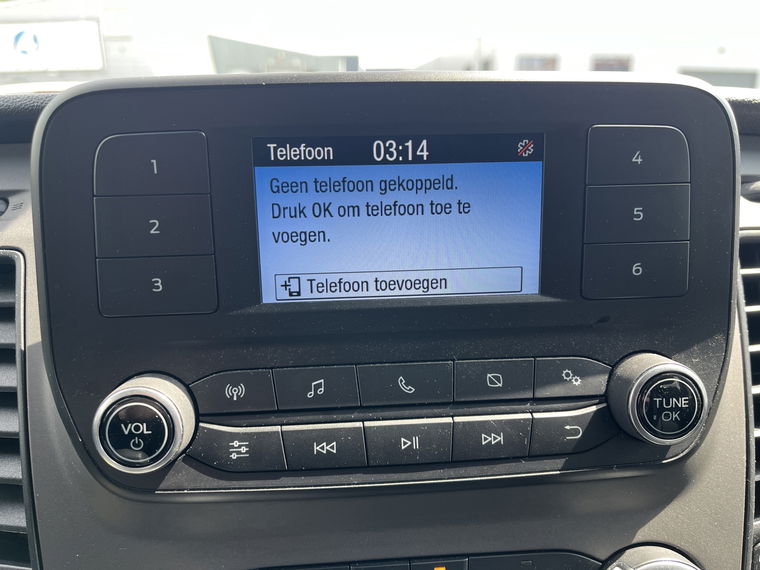 Telefoon 03:14
Geen telefoon gekoppeld.
Druk OK om telefoon toe te
voegen.
Telefoon toevoegen
1
2
3
4
5
6
VOL
TUNE
OK